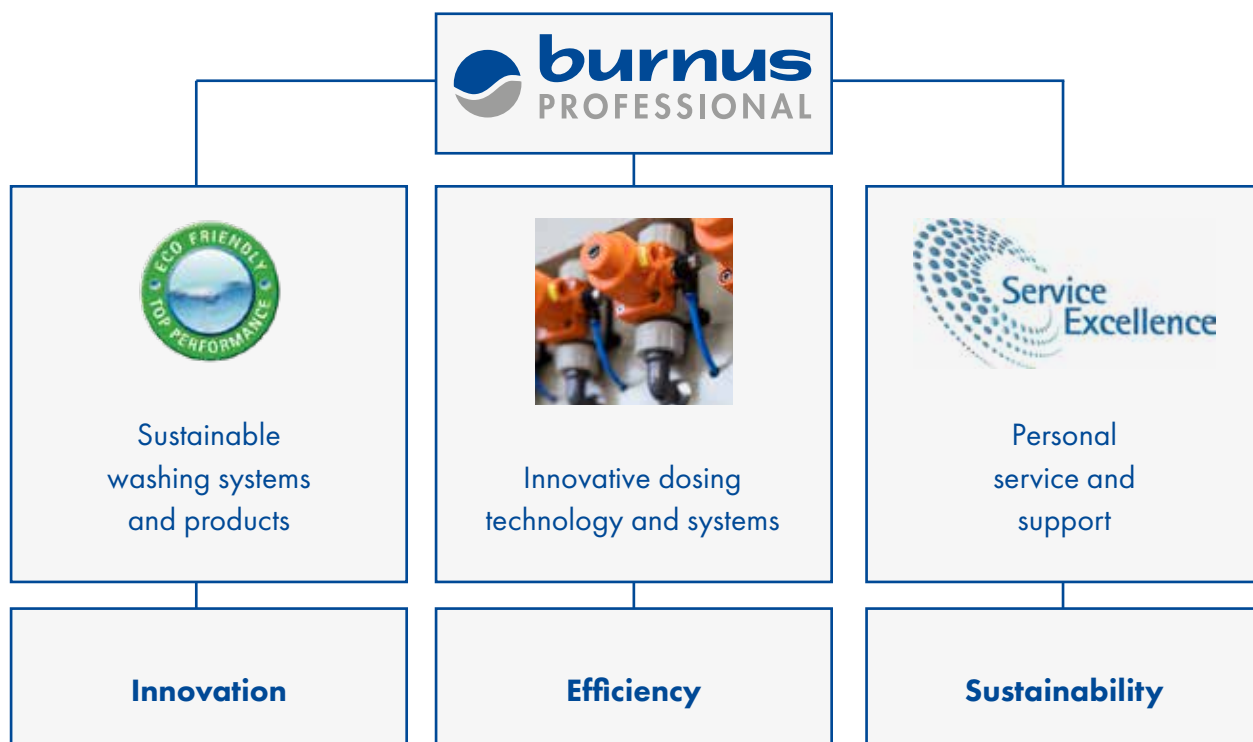 burnus
PROFESSIONAL
ECO FRIENDLY
TOP PERFORMANCE
Sustainable
washing systems
and products
Innovative dosing
technology and systems
Service
Excellence
Personal
service and
support
Innovation
Efficiency
Sustainability